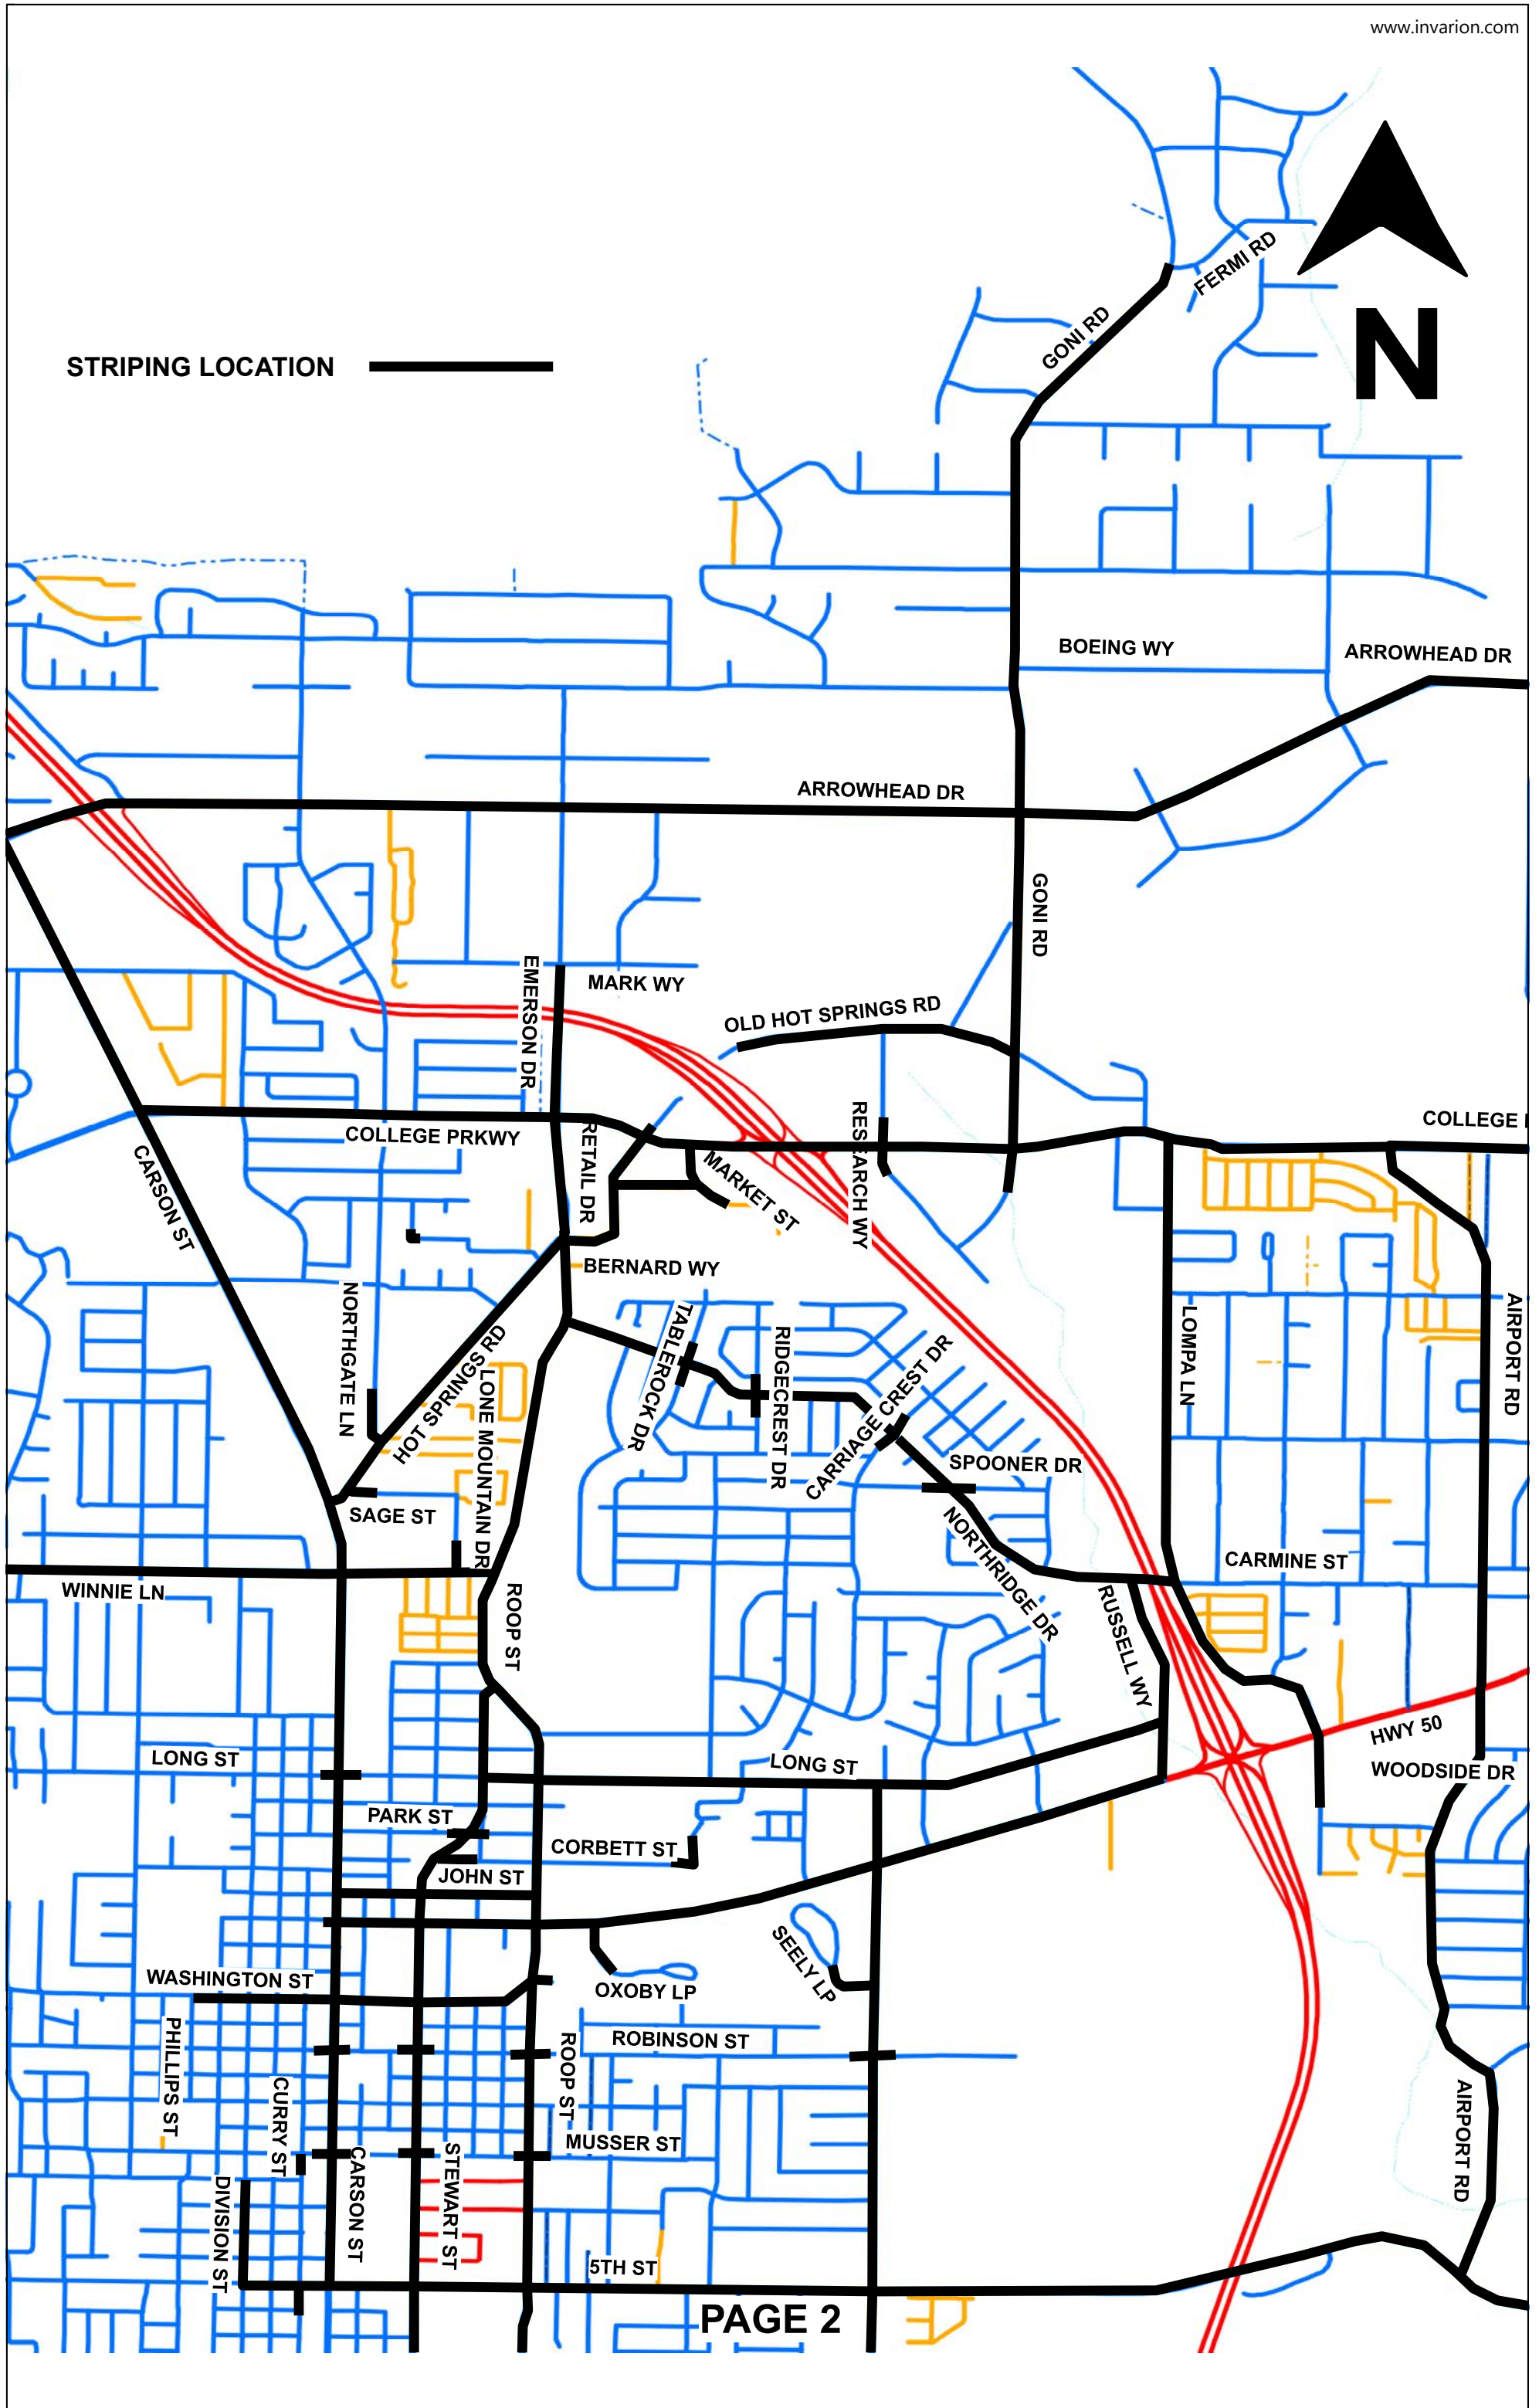 www.invarion.com
FERMI RD
GONI RD
N
STRIPING LOCATION
BOEING WY
ARROWHEAD DR
ARROWHEAD DR
GONI RD
EMERSON DR
MARK WY
OLD HOT SPRINGS RD
COLLEGE PRKWY
RETAIL DR
RESEARCH WY
COLLEGE
CARSON ST
MARKET ST
BERNARD WY
NORTHGATE LN
HOT SPRINGS RD
TABLEROCK DR
RIDGECREST DR
CARRIAGE CREST DR
LOMPA LN
AIRPORT RD
LONE MOUNTAIN DR
SPOONER DR
SAGE ST
NORTHRIDGE DR
CARMINE ST
WINNIE LN
ROOP ST
RUSSELL WY
HWY 50
LONG ST
LONG ST
WOODSIDE DR
PARK ST
CORBETT ST
JOHN ST
SEELY LP
WASHINGTON ST
OXOBY LP
PHILLIPS ST
ROOP ST
ROBINSON ST
CURRY ST
MUSSER ST
AIRPORT RD
DIVISION ST
CARSON ST
STEWART ST
5TH ST
PAGE 2